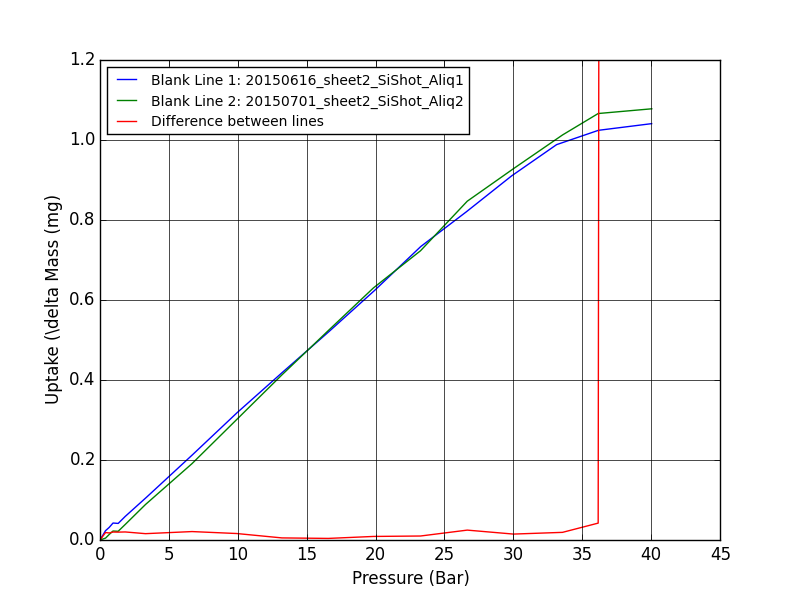 Blank Line 1: 20150616_sheet2_SiShot_Aliq1
Blank Line 2: 20150701_sheet2_SiShot_Aliq2
Difference between lines
Uptake (\delta Mass (mg)
1.2
1.0
0.8
0.6
0.4
0.2
0.0
0 5 10 15 20 25 30 35 40 45
Pressure (Bar)